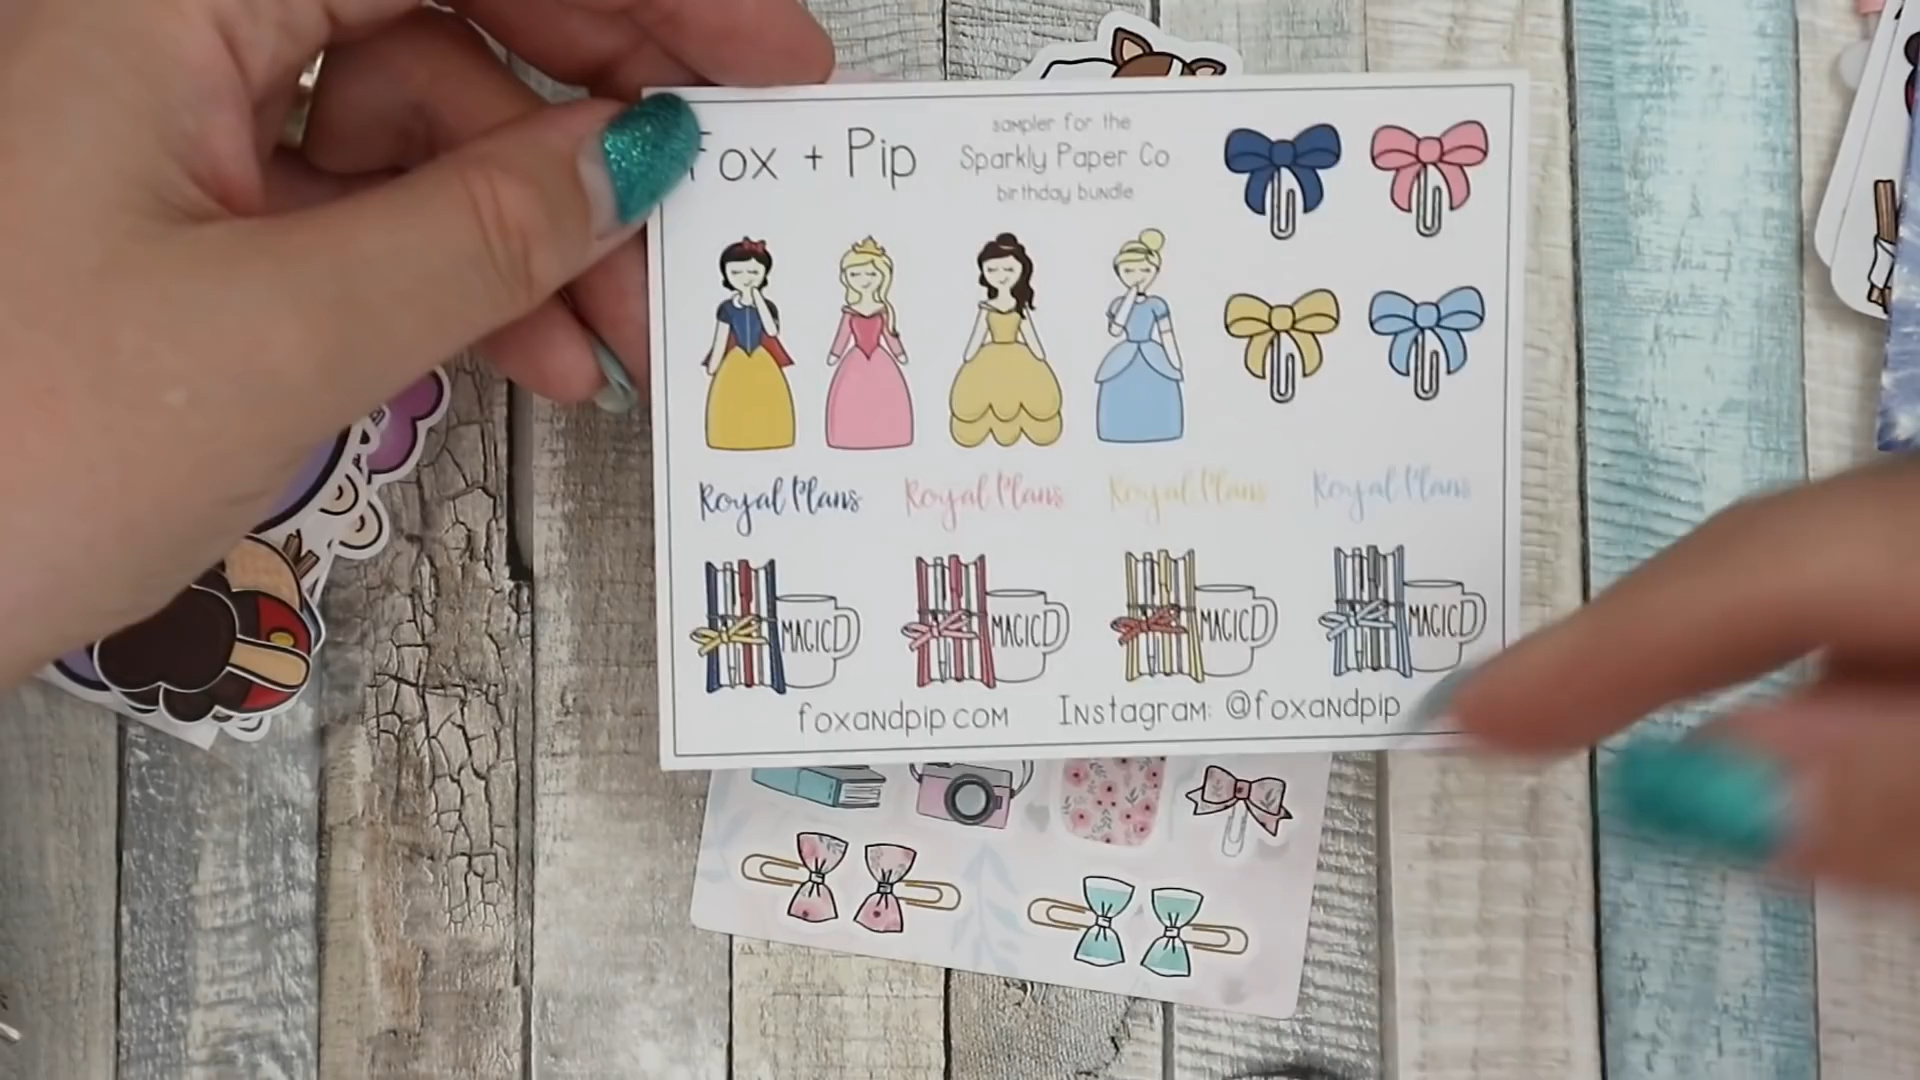 Fox + Pip
sampler for the
Sparkly Paper Co
birthday bundle
Royal Plans Royal Plans Royal Plans Royal Plans
MAGIC MAGIC MAGIC MAGIC
foxandpip.com Instagram: @foxandpip